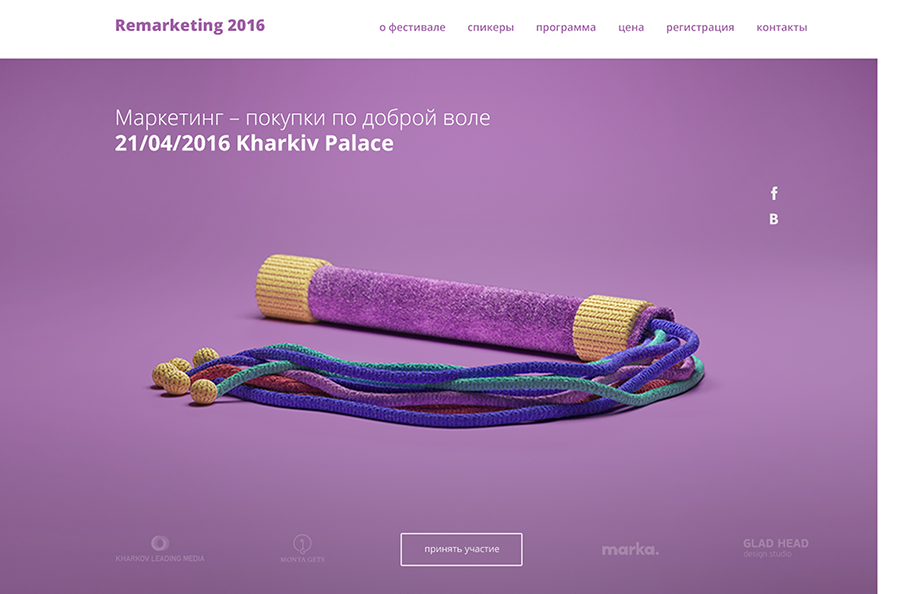 Remarketing 2016
о фестивале спикеры программа цена регистрация контакты
Маркетинг – покупки по доброй воле
21/04/2016 Kharkiv Palace
f
B
KHARKOV LEADING MEDIA
MONYA GETS
принять участие
marka.
GLAD HEAD
design studio